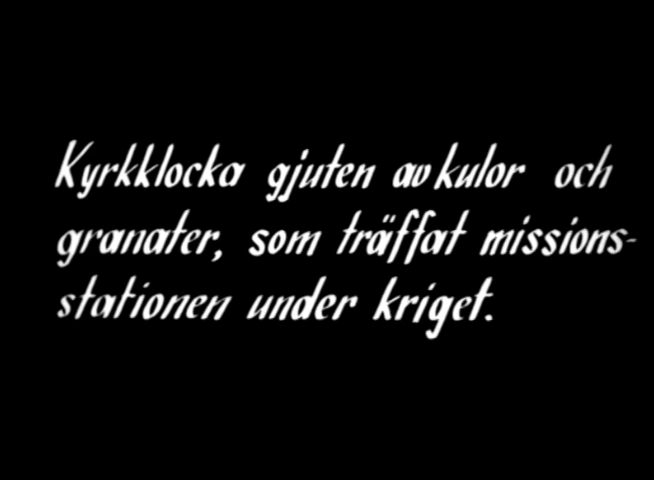 Kyrkklocka gjuten av kulor och
granater, som träffat missions-
stationen under kriget.